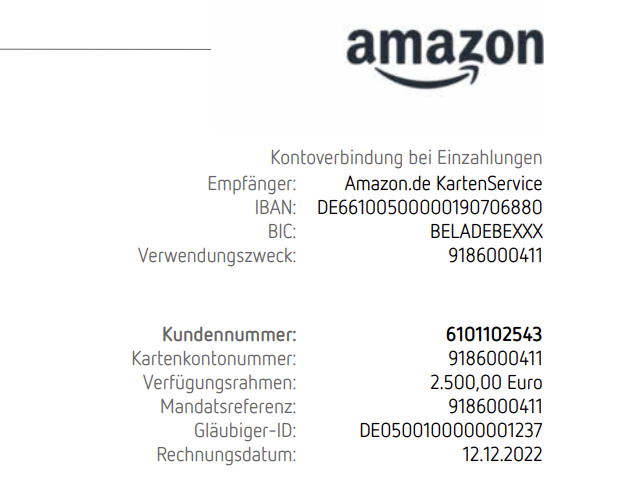 amazon
Kontoverbindung bei Einzahlungen
Empfänger: Amazon.de KartenService
IBAN: DE66100500000190706880
BIC: BELADEBEXXX
Verwendungszweck: 9186000411
Kundennummer: 6101102543
Kartenkontonummer: 9186000411
Verfügungsrahmen: 2.500,00 Euro
Mandatsreferenz: 9186000411
Gläubiger-ID: DE0500100000001237
Rechnungsdatum: 12.12.2022